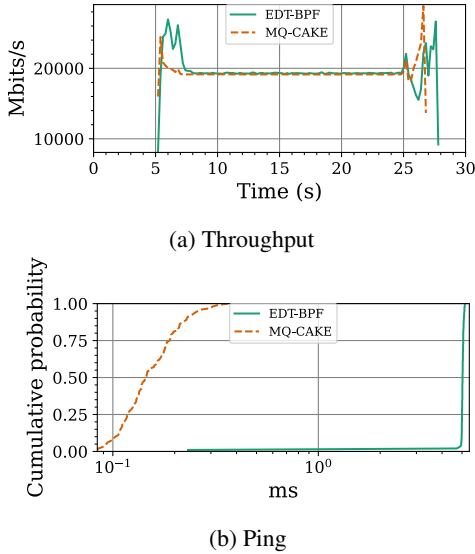 EDT-BPF
MQ-CAKE
Mbits/s
20000
10000
0 5 10 15 20 25 30
Time (s)
(a) Throughput
Cumulative probability
1.00
0.75
0.50
0.25
0.00
EDT-BPF
MQ-CAKE
10⁻¹ 10⁰
ms
(b) Ping